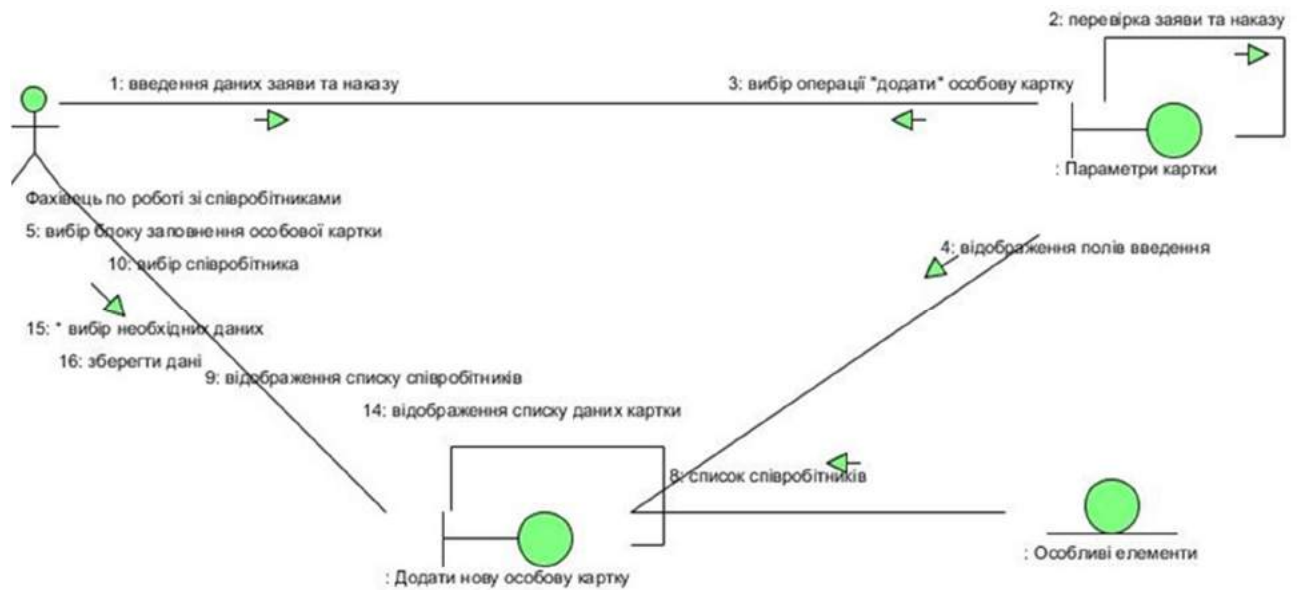 2: перевірка заяви та наказу
1: введення даних заяви та наказу
3: вибір операції "додати" особову картку
: Параметри картки
Фахівець по роботі зі співробітниками
5: вибір блоку заповнення особової картки
4: відображення полів введення
10: вибір співробітника
15: * вибір необхідних даних
16: зберегти дані
9: відображення списку співробітників
14: відображення списку даних картки
8: список співробітників
: Особливі елементи
: Додати нову особову картку